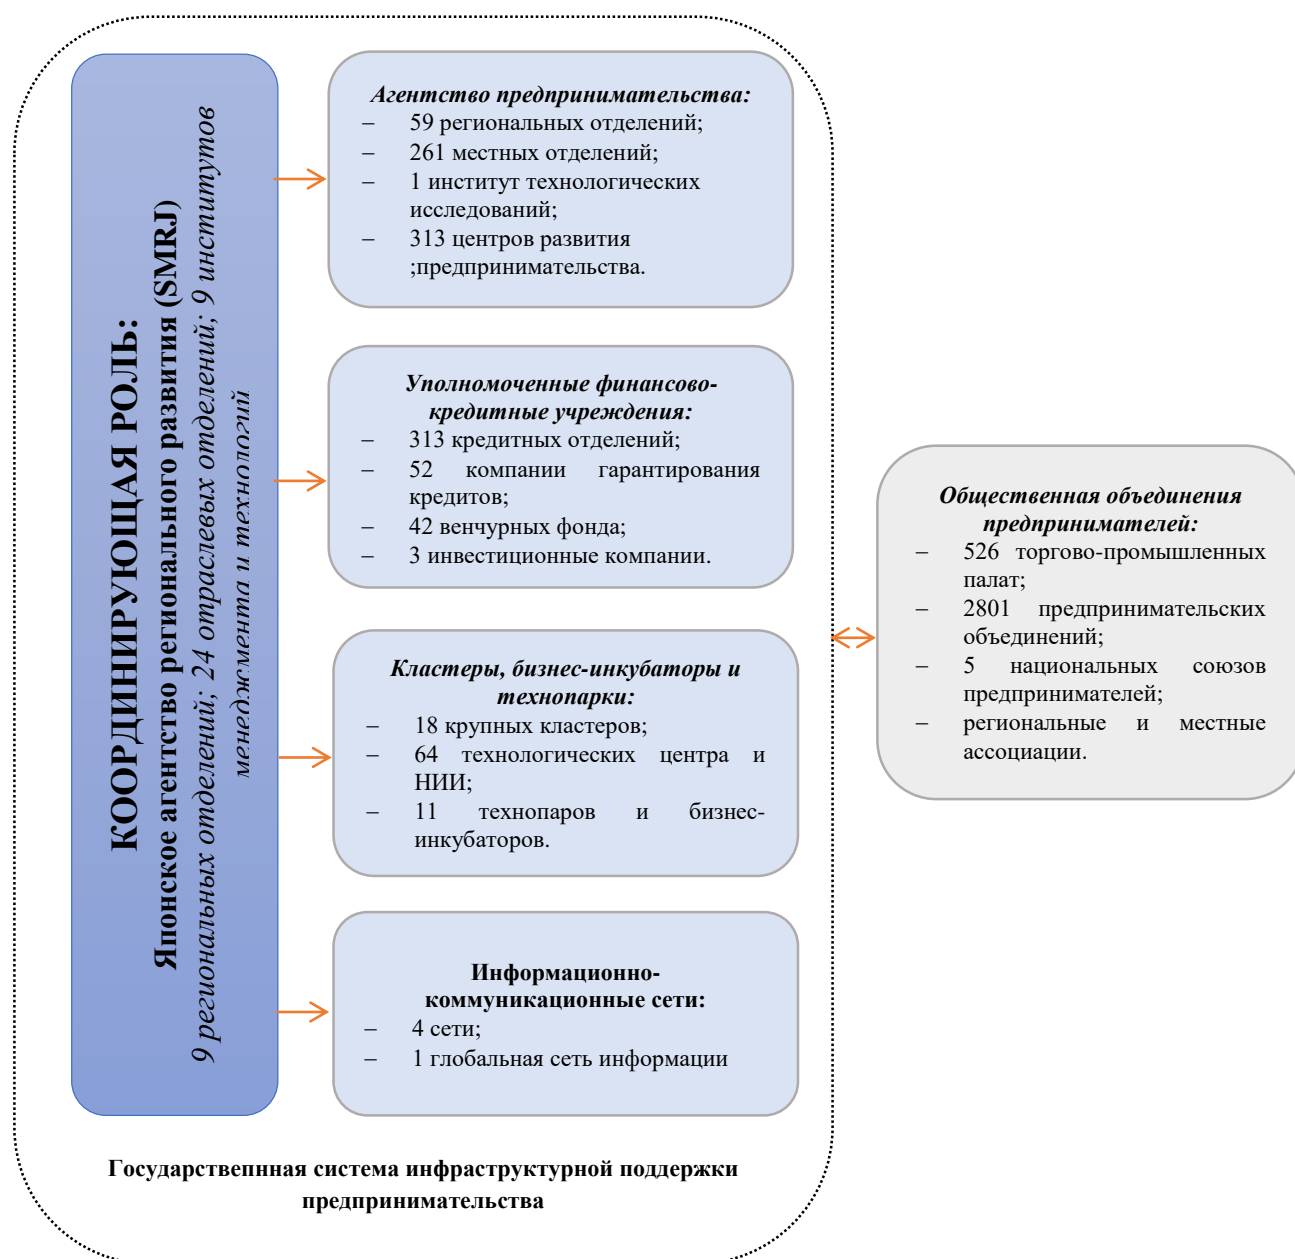 КООРДИНИРУЮЩАЯ РОЛЬ:
Японское агентство регионального развития (SMRJ)
9 региональных отделений; 24 отраслевых отделений; 9 институтов
менеджмента и технологий
Агентство предпринимательства:
– 59 региональных отделений;
– 261 местных отделений;
– 1 институт технологических
исследований;
– 313 центров развития
;предпринимательства.
Уполномоченные финансово-
кредитные учреждения:
– 313 кредитных отделений;
– 52 компании гарантирования
кредитов;
– 42 венчурных фонда;
– 3 инвестиционные компании.
Кластеры, бизнес-инкубаторы и
технопарки:
– 18 крупных кластеров;
– 64 технологических центра и
НИИ;
– 11 технопаров и бизнес-
инкубаторов.
Информационно-
коммуникационные сети:
– 4 сети;
– 1 глобальная сеть информации
Государствепнная система инфраструктурной поддержки
предпринимательства
Общественная объединения
предпринимателей:
– 526 торгово-промышленных
палат;
– 2801 предпринимательских
объединений;
– 5 национальных союзов
предпринимателей;
– региональные и местные
ассоциации.